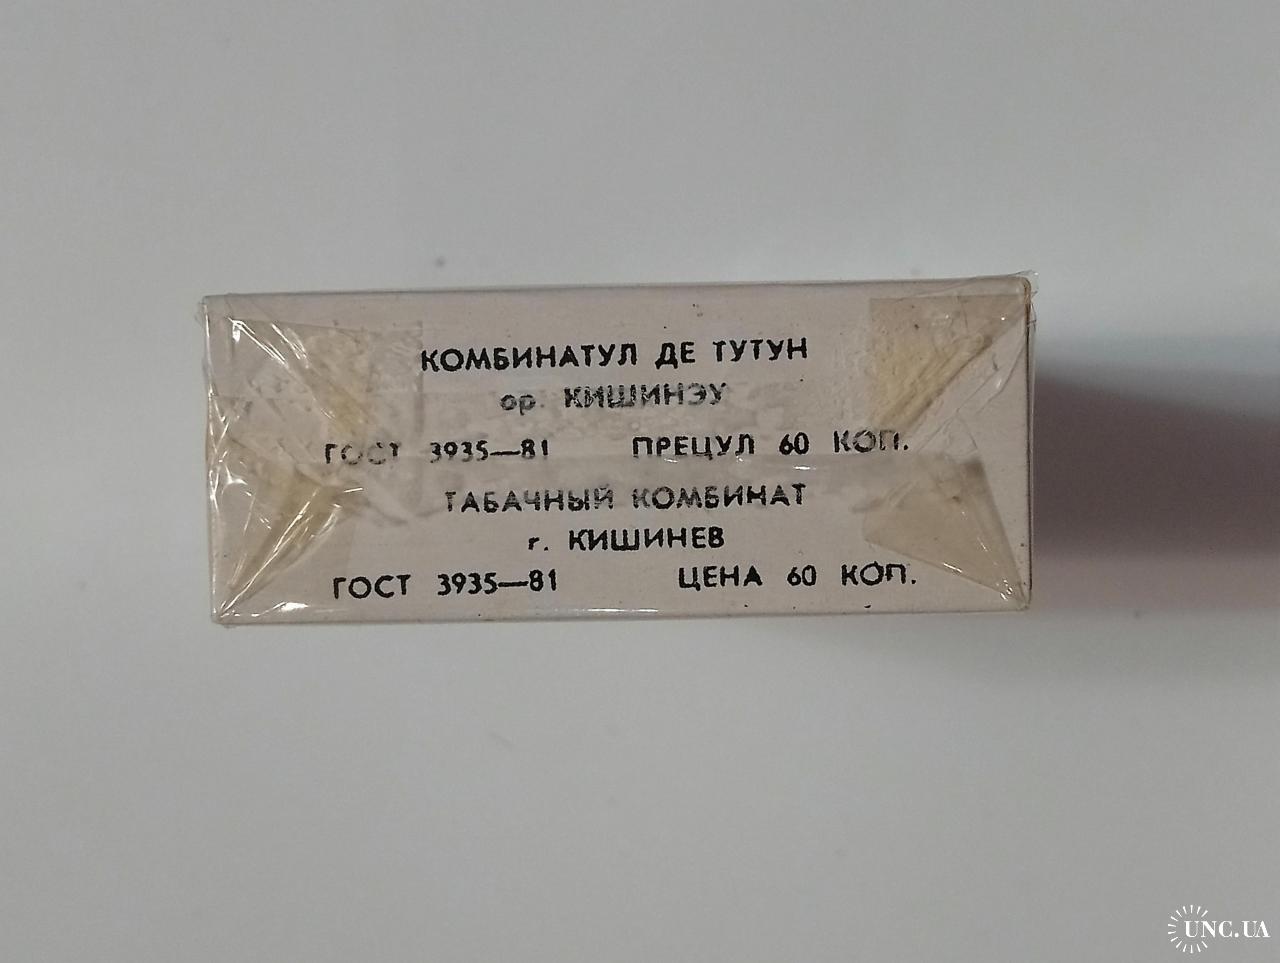 КОМБИНАТУЛ ДЕ ТУТУН
ор. КИШИНЭУ
ГОСТ 3935—81 ПРЕЦУЛ 60 КОП.
ТАБАЧНЫЙ КОМБИНАТ
г. КИШИНЕВ
ГОСТ 3935—81 ЦЕНА 60 КОП.
UNC.UA